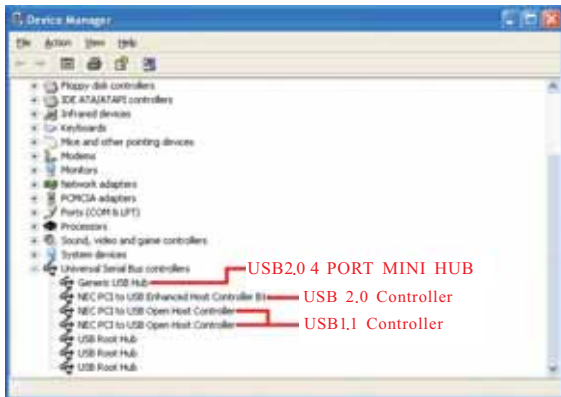 Device Manager
File Action View Help
Floppy disk controllers
IDE ATA/ATAPI controllers
Infrared devices
Keyboards
Mice and other pointing devices
Modems
Monitors
Network adapters
PCMCIA adapters
Ports (COM & LPT)
Processors
Sound, video and game controllers
System devices
Universal Serial Bus controllers
Generic USB Hub
USB2.0 4 PORT MINI HUB
NEC PCI to USB Enhanced Host Controller B1
USB 2.0 Controller
NEC PCI to USB Open Host Controller
NEC PCI to USB Open Host Controller
USB1.1 Controller
USB Root Hub
USB Root Hub
USB Root Hub